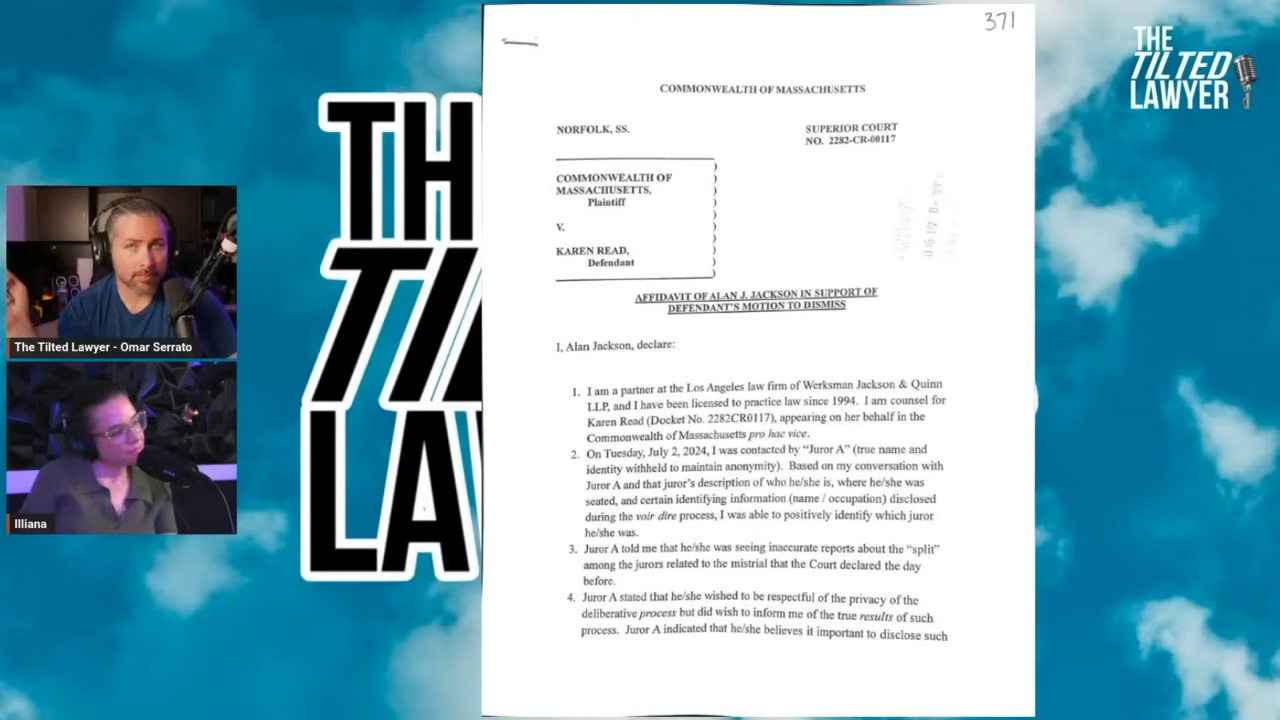 371
THE
TILTED
LAWYER
COMMONWEALTH OF MASSACHUSETTS
NORFOLK, SS.
SUPERIOR COURT
NO. 2282-CR-00117
COMMONWEALTH OF
MASSACHUSETTS,
Plaintiff
V.
KAREN READ,
Defendant
AFFIDAVIT OF ALAN J. JACKSON IN SUPPORT OF
DEFENDANT'S MOTION TO DISMISS
I, Alan Jackson, declare:
1. I am a partner at the Los Angeles law firm of Werksman Jackson & Quinn
LLP, and I have been licensed to practice law since 1994. I am counsel for
Karen Read (Docket No. 2282CR0117), appearing on her behalf in the
Commonwealth of Massachusetts pro hac vice.
2. On Tuesday, July 2, 2024, I was contacted by "Juror A" (true name and
identity withheld to maintain anonymity). Based on my conversation with
Juror A and that juror's description of who he/she is, where he/she was
seated, and certain identifying information (name / occupation) disclosed
during the voir dire process, I was able to positively identify which juror
he/she was.
3. Juror A told me that he/she was seeing inaccurate reports about the "split"
among the jurors related to the mistrial that the Court declared the day
before.
4. Juror A stated that he/she wished to be respectful of the privacy of the
deliberative process but did wish to inform me of the true results of such
process. Juror A indicated that he/she believes it important to disclose such
TH
TI
LA
The Tilted Lawyer - Omar Serrato
Illiana